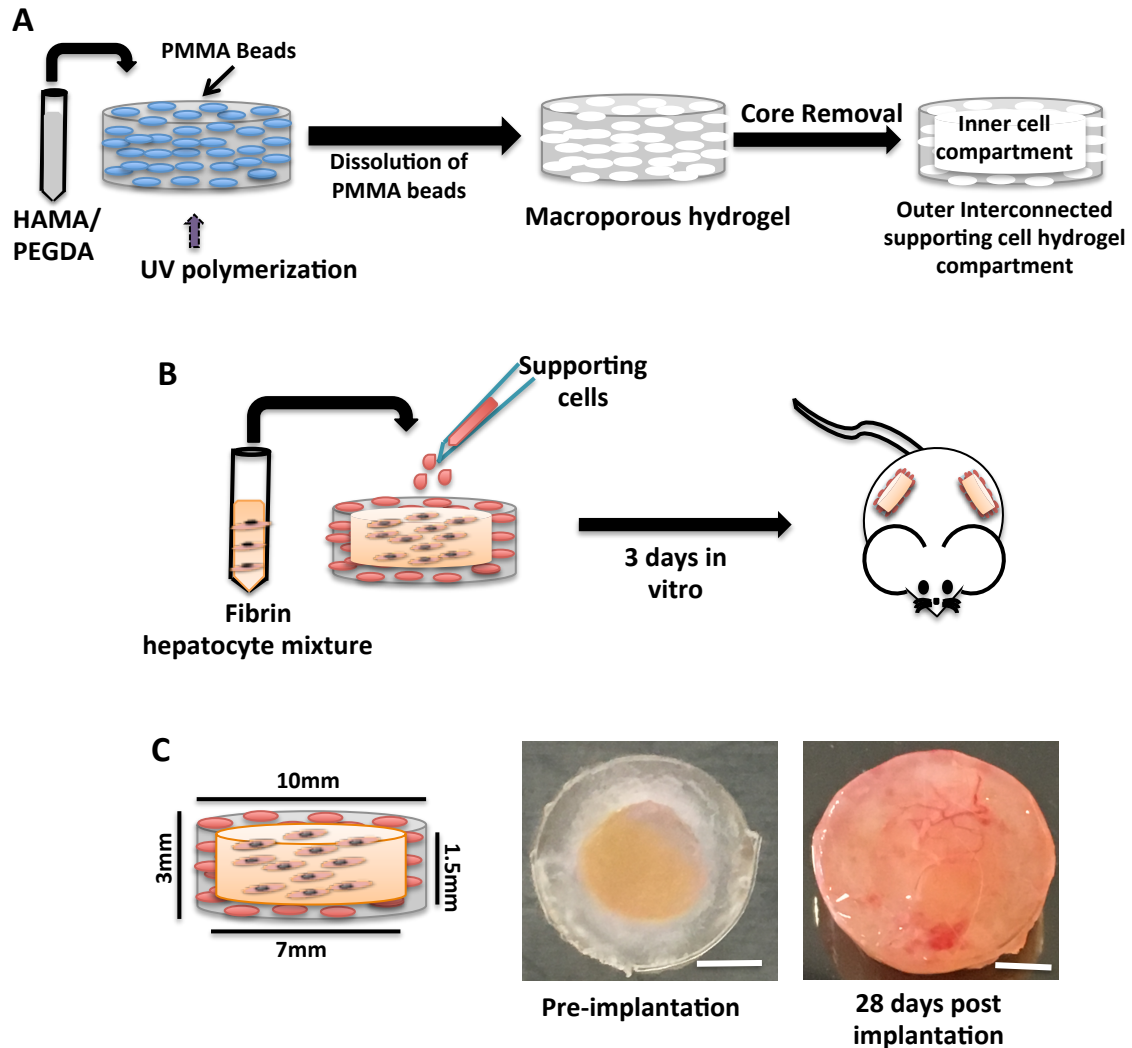 A
PMMA Beads
HAMA/
PEGDA
UV polymerization
Dissolution of
PMMA beads
Macroporous hydrogel
Core Removal
Inner cell
compartment
Outer Interconnected
supporting cell hydrogel
compartment
B
Supporting
cells
Fibrin
hepatocyte mixture
3 days in
vitro
C
10mm
3mm
1.5mm
7mm
Pre-implantation
28 days post
implantation